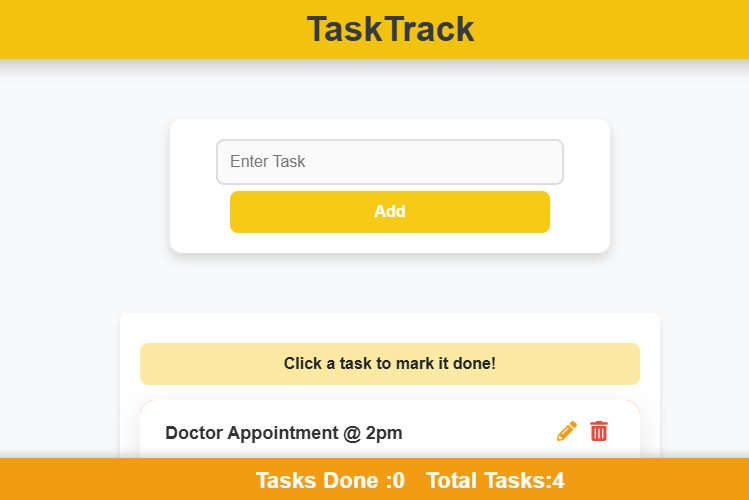 TaskTrack
Enter Task
Add
Click a task to mark it done!
Doctor Appointment @ 2pm
Tasks Done :0 Total Tasks:4